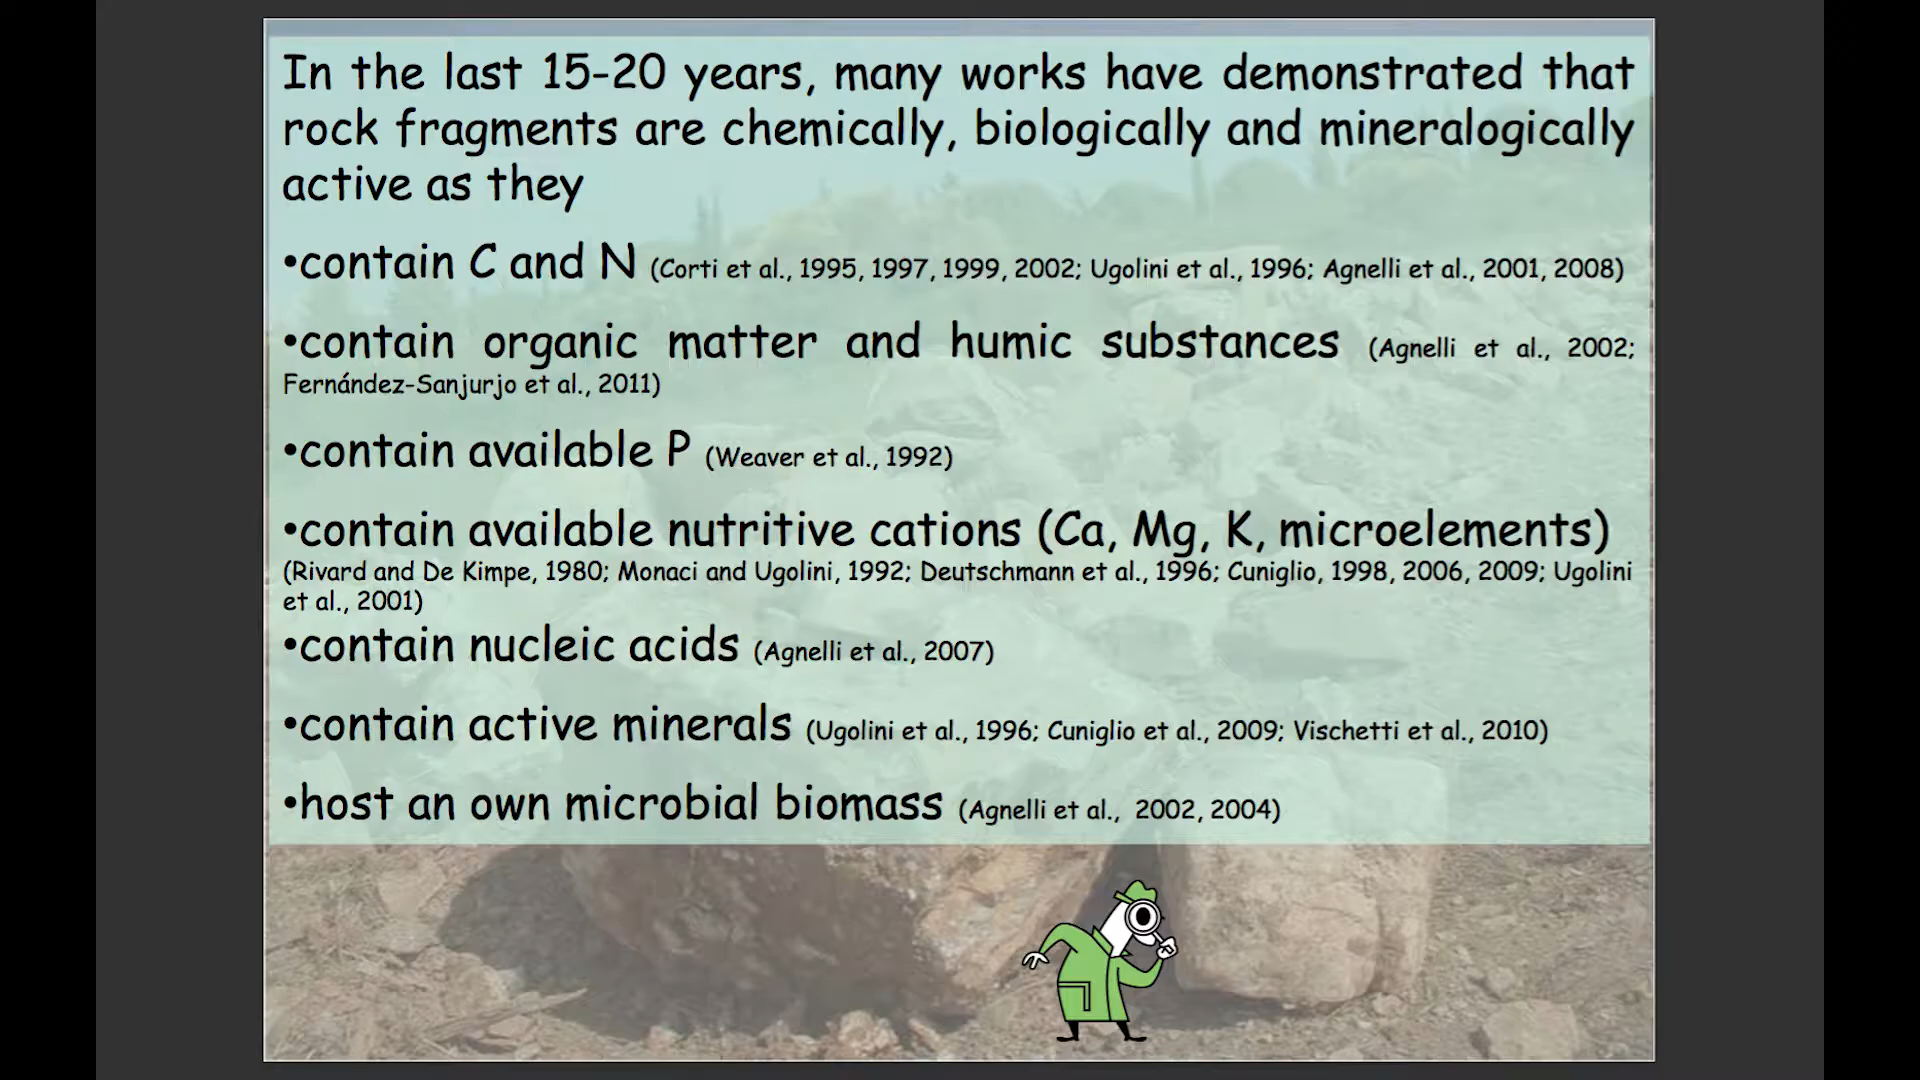 In the last 15-20 years, many works have demonstrated that
rock fragments are chemically, biologically and mineralogically
active as they
•contain C and N (Corti et al., 1995, 1997, 1999, 2002; Ugolini et al., 1996; Agnelli et al., 2001, 2008)
•contain organic matter and humic substances (Agnelli et al., 2002;
Fernández-Sanjurjo et al., 2011)
•contain available P (Weaver et al., 1992)
•contain available nutritive cations (Ca, Mg, K, microelements)
(Rivard and De Kimpe, 1980; Monaci and Ugolini, 1992; Deutschmann et al., 1996; Cuniglio, 1998, 2006, 2009; Ugolini
et al., 2001)
•contain nucleic acids (Agnelli et al., 2007)
•contain active minerals (Ugolini et al., 1996; Cuniglio et al., 2009; Vischetti et al., 2010)
•host an own microbial biomass (Agnelli et al., 2002, 2004)